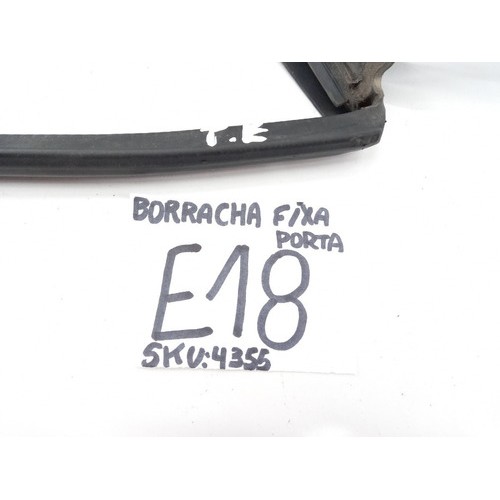 T.E
BORRACHA FIXA
PORTA
E18
SKU:4355